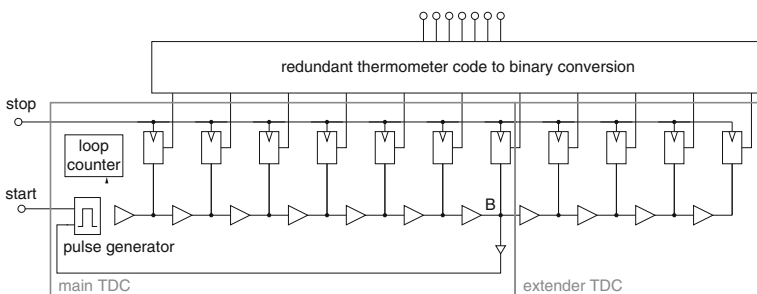 redundant thermometer code to binary conversion
stop
loop
counter
start
B
pulse generator
main TDC
extender TDC